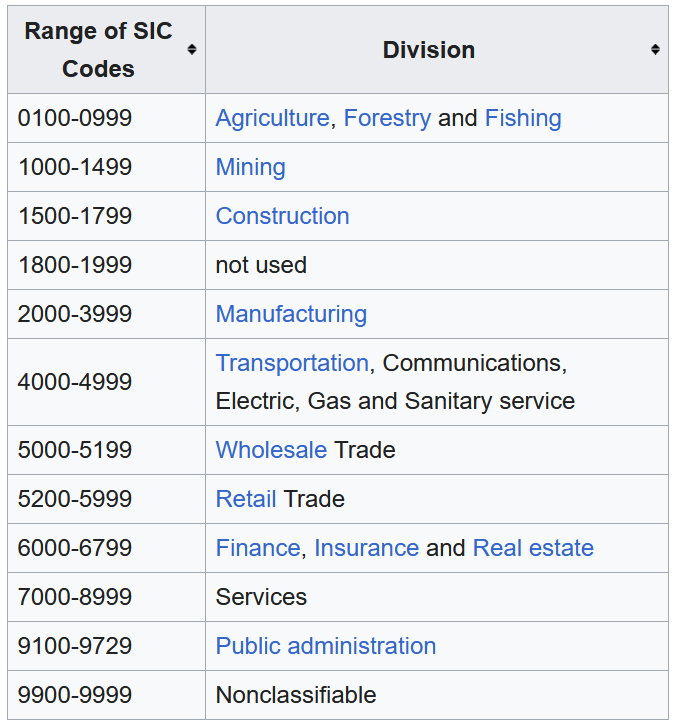 Range of SIC
Codes
Division
0100-0999
Agriculture, Forestry and Fishing
1000-1499
Mining
1500-1799
Construction
1800-1999
not used
2000-3999
Manufacturing
4000-4999
Transportation, Communications,
Electric, Gas and Sanitary service
5000-5199
Wholesale Trade
5200-5999
Retail Trade
6000-6799
Finance, Insurance and Real estate
7000-8999
Services
9100-9729
Public administration
9900-9999
Nonclassifiable